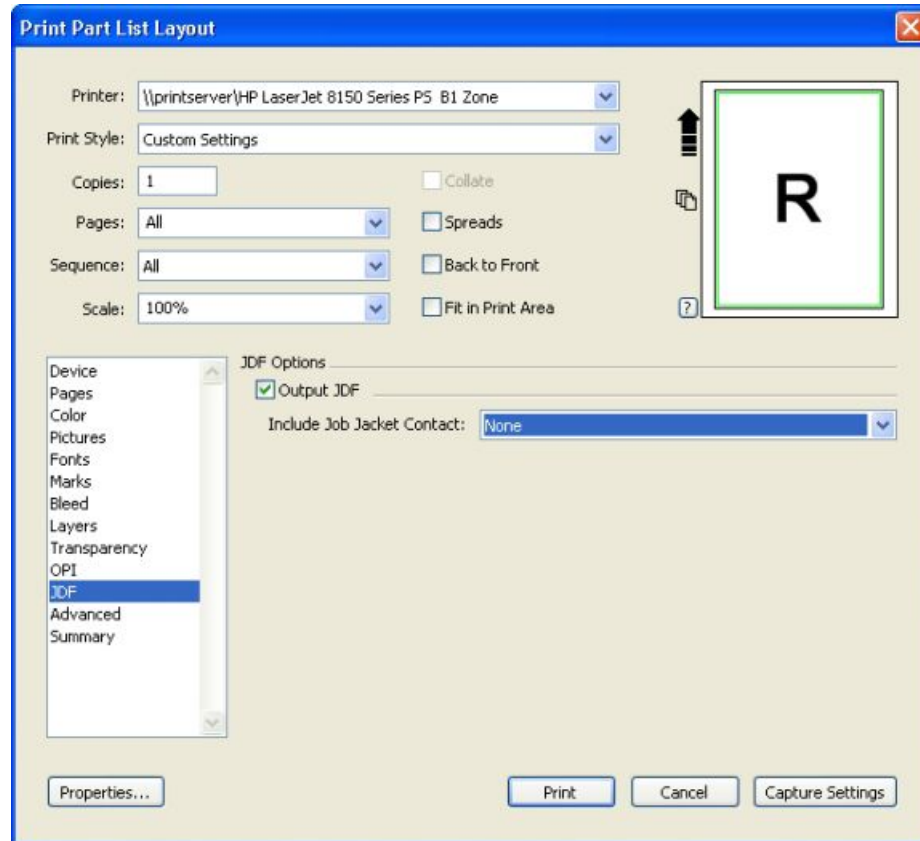 Print Part List Layout
Printer: \\printserver\HP LaserJet 8150 Series PS B1 Zone
Print Style: Custom Settings
Copies: 1 Collate
Pages: All Spreads
Sequence: All Back to Front
Scale: 100% Fit in Print Area ?
R
Device
Pages
Color
Pictures
Fonts
Marks
Bleed
Layers
Transparency
OPI
JDF
Advanced
Summary
JDF Options
Output JDF
Include Job Jacket Contact: None
Properties... Print Cancel Capture Settings